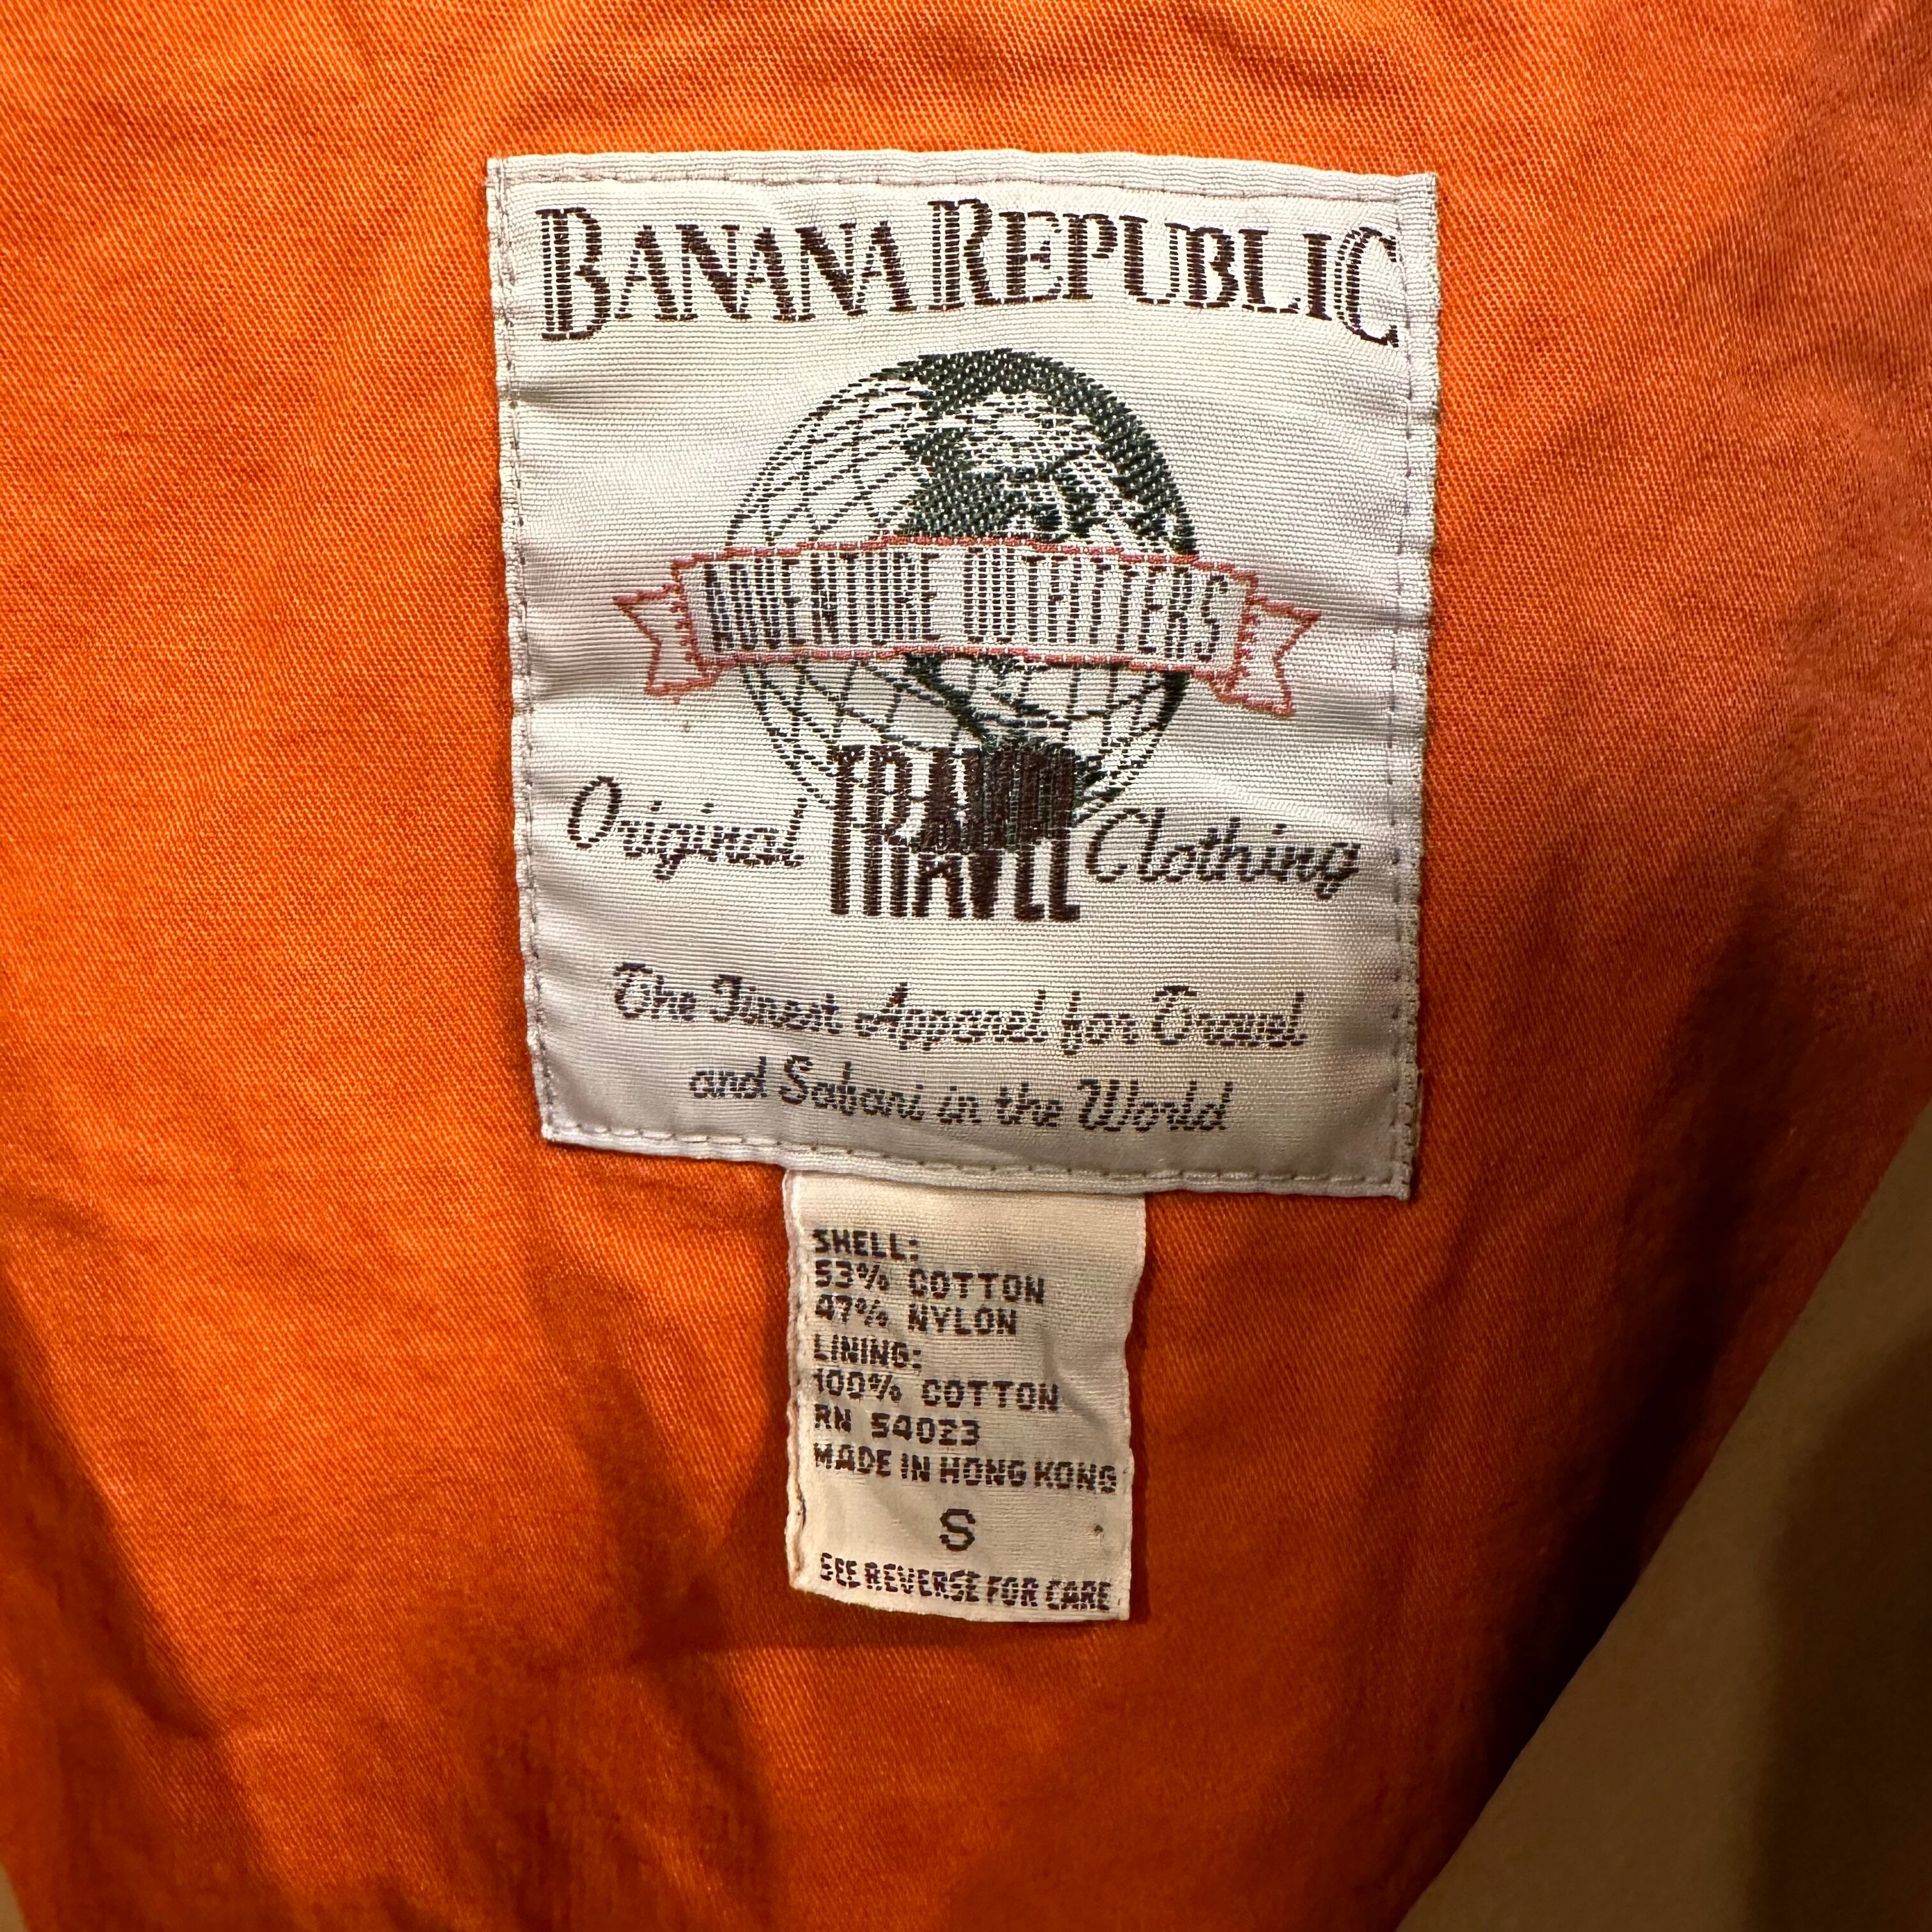 BANANA REPUBLIC
ADVENTURE OUTFITTERS
Original TRAVEL Clothing
The Finest Apparel for Travel
and Safari in the World
SHELL:
53% COTTON
47% NYLON
LINING:
100% COTTON
RN 54023
MADE IN HONG KONG
S
SEE REVERSE FOR CARE